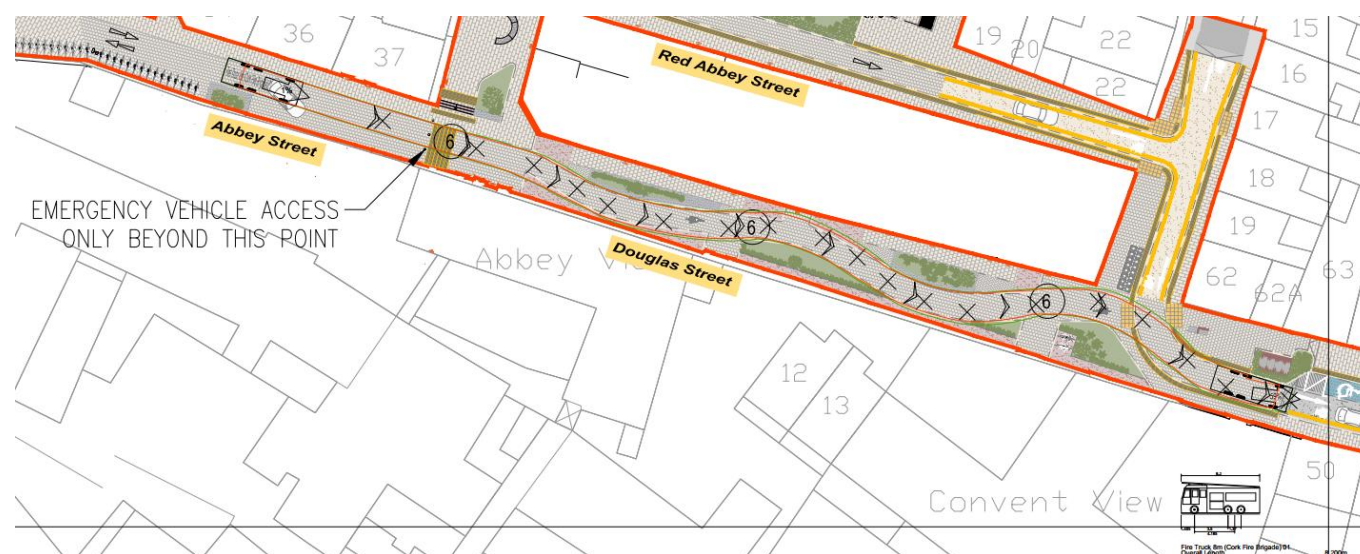 36
37
19
20
22
22
15
16
17
18
19
62
62A
63
Red Abbey Street
Abbey Street
6
EMERGENCY VEHICLE ACCESS
ONLY BEYOND THIS POINT
6
Abbey
Douglas Street
6
12
13
50
Convent View
Fire Truck 8m (Cork Fire Brigade)
Overall Length